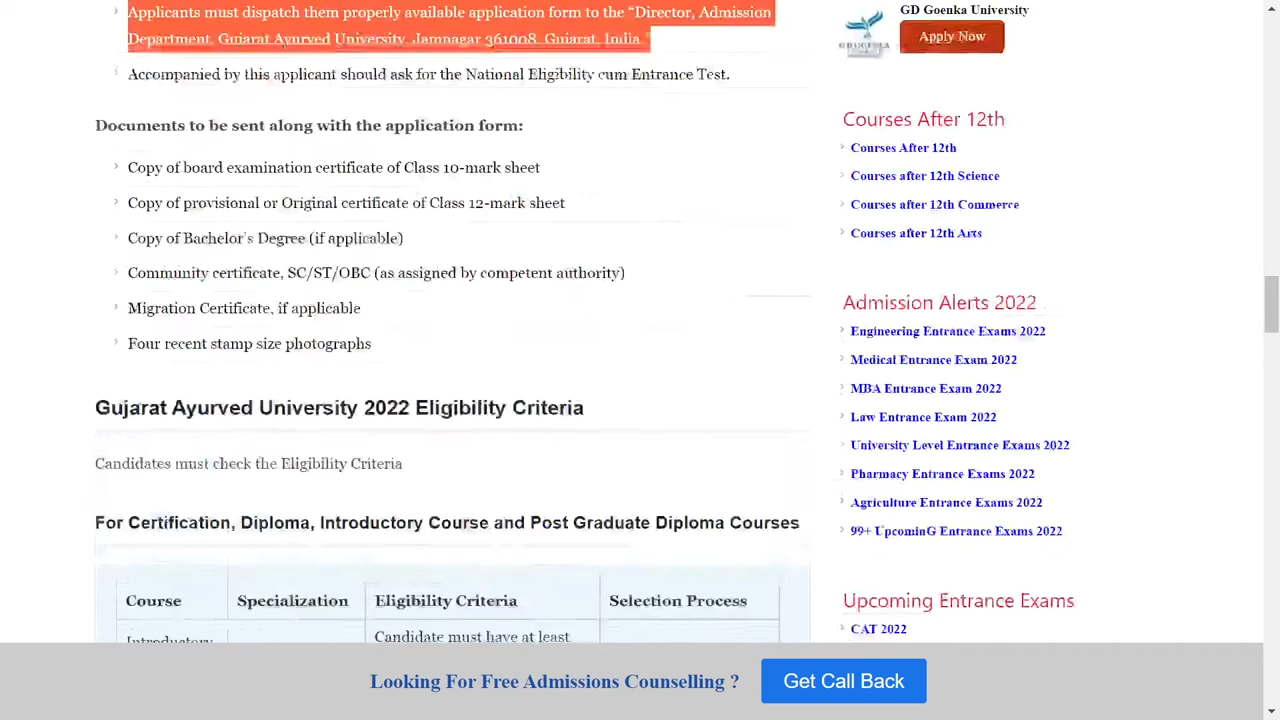 Applicants must dispatch them properly available application form to the “Director, Admission
Department, Gujarat Ayurved University, Jamnagar 361008, Gujarat, India.”
Accompanied by this applicant should ask for the National Eligibility cum Entrance Test.
Documents to be sent along with the application form:
Copy of board examination certificate of Class 10-mark sheet
Copy of provisional or Original certificate of Class 12-mark sheet
Copy of Bachelor’s Degree (if applicable)
Community certificate, SC/ST/OBC (as assigned by competent authority)
Migration Certificate, if applicable
Four recent stamp size photographs
Gujarat Ayurved University 2022 Eligibility Criteria
Candidates must check the Eligibility Criteria
For Certification, Diploma, Introductory Course and Post Graduate Diploma Courses
Course Specialization Eligibility Criteria Selection Process
Introductory Candidate must have at least
GD Goenka University
Apply Now
Courses After 12th
Courses After 12th
Courses after 12th Science
Courses after 12th Commerce
Courses after 12th Arts
Admission Alerts 2022
Engineering Entrance Exams 2022
Medical Entrance Exam 2022
MBA Entrance Exam 2022
Law Entrance Exam 2022
University Level Entrance Exams 2022
Pharmacy Entrance Exams 2022
Agriculture Entrance Exams 2022
99+ UpcominG Entrance Exams 2022
Upcoming Entrance Exams
CAT 2022
Looking For Free Admissions Counselling ?
Get Call Back